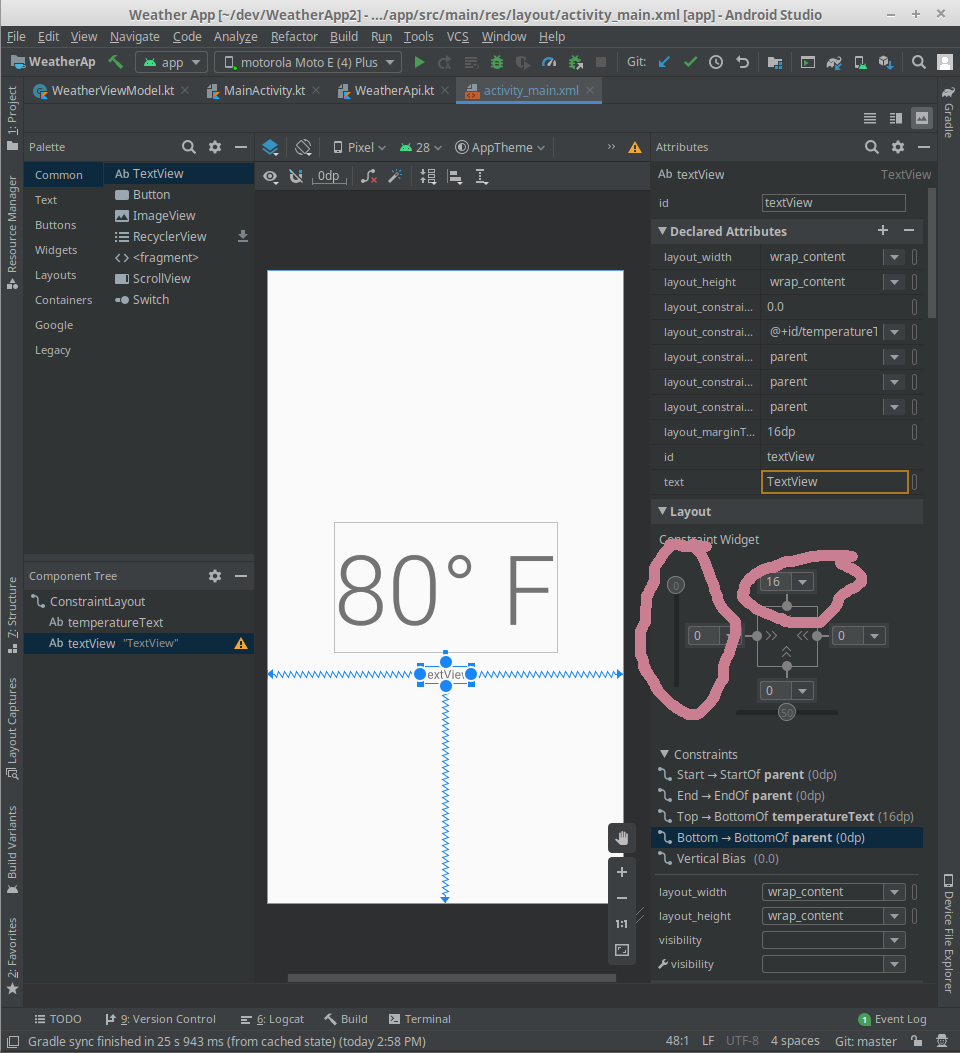 Weather App [~/dev/WeatherApp2] - .../app/src/main/res/layout/activity_main.xml [app] - Android Studio
File Edit View Navigate Code Analyze Refactor Build Run Tools VCS Window Help
WeatherAp app motorola Moto E (4) Plus Git:
WeatherViewModel.kt MainActivity.kt WeatherApi.kt activity_main.xml
1: Project
Resource Manager
7: Structure
Layout Captures
Build Variants
2: Favorites
Gradle
Device File Explorer
Palette
Common
Text
Buttons
Widgets
Layouts
Containers
Google
Legacy
Ab TextView
Button
ImageView
RecyclerView
<fragment>
ScrollView
Switch
Component Tree
ConstraintLayout
Ab temperatureText
Ab textView "TextView"
Pixel 28 AppTheme »
0dp
80° F
extView
1:1
Attributes
Ab textView TextView
id textView
Declared Attributes
layout_width wrap_content
layout_height wrap_content
layout_constrai... 0.0
layout_constrai... @+id/temperatureT
layout_constrai... parent
layout_constrai... parent
layout_constrai... parent
layout_marginT... 16dp
id textView
text TextView
Layout
Constraint Widget
0
16
0 0
0
50
Constraints
Start → StartOf parent (0dp)
End → EndOf parent (0dp)
Top → BottomOf temperatureText (16dp)
Bottom → BottomOf parent (0dp)
Vertical Bias (0.0)
layout_width wrap_content
layout_height wrap_content
visibility
visibility
TODO 9: Version Control 6: Logcat Build Terminal 1 Event Log
Gradle sync finished in 25 s 943 ms (from cached state) (today 2:58 PM) 48:1 LF UTF-8 4 spaces Git: master